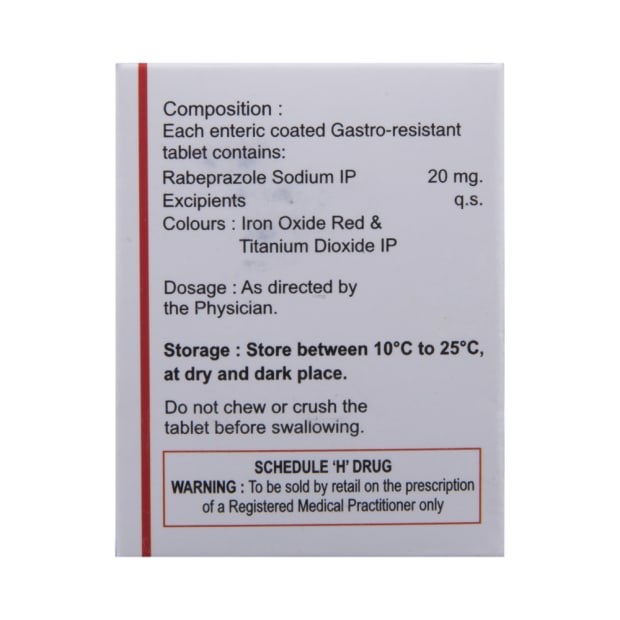 Composition :
Each enteric coated Gastro-resistant
tablet contains:
Rabeprazole Sodium IP 20 mg.
Excipients q.s.
Colours : Iron Oxide Red &
Titanium Dioxide IP
Dosage : As directed by
the Physician.
Storage : Store between 10°C to 25°C,
at dry and dark place.
Do not chew or crush the
tablet before swallowing.
SCHEDULE 'H' DRUG
WARNING : To be sold by retail on the prescription
of a Registered Medical Practitioner only